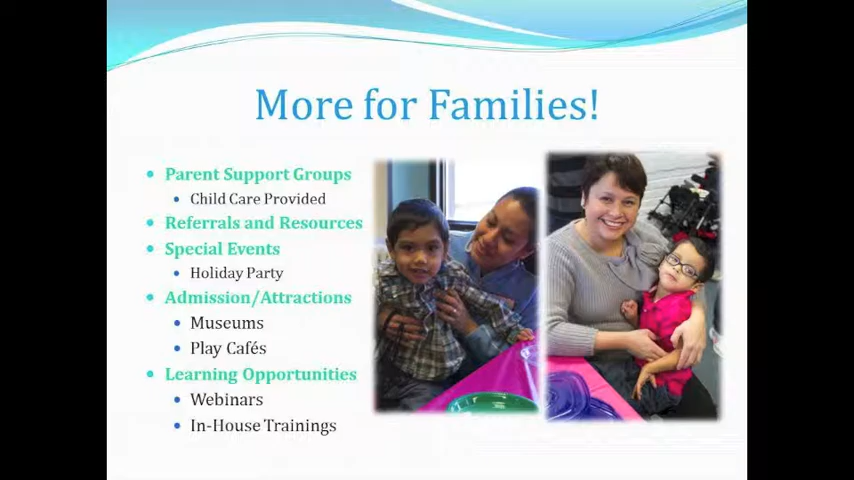 More for Families!
Parent Support Groups
Child Care Provided
Referrals and Resources
Special Events
Holiday Party
Admission/Attractions
Museums
Play Cafés
Learning Opportunities
Webinars
In-House Trainings